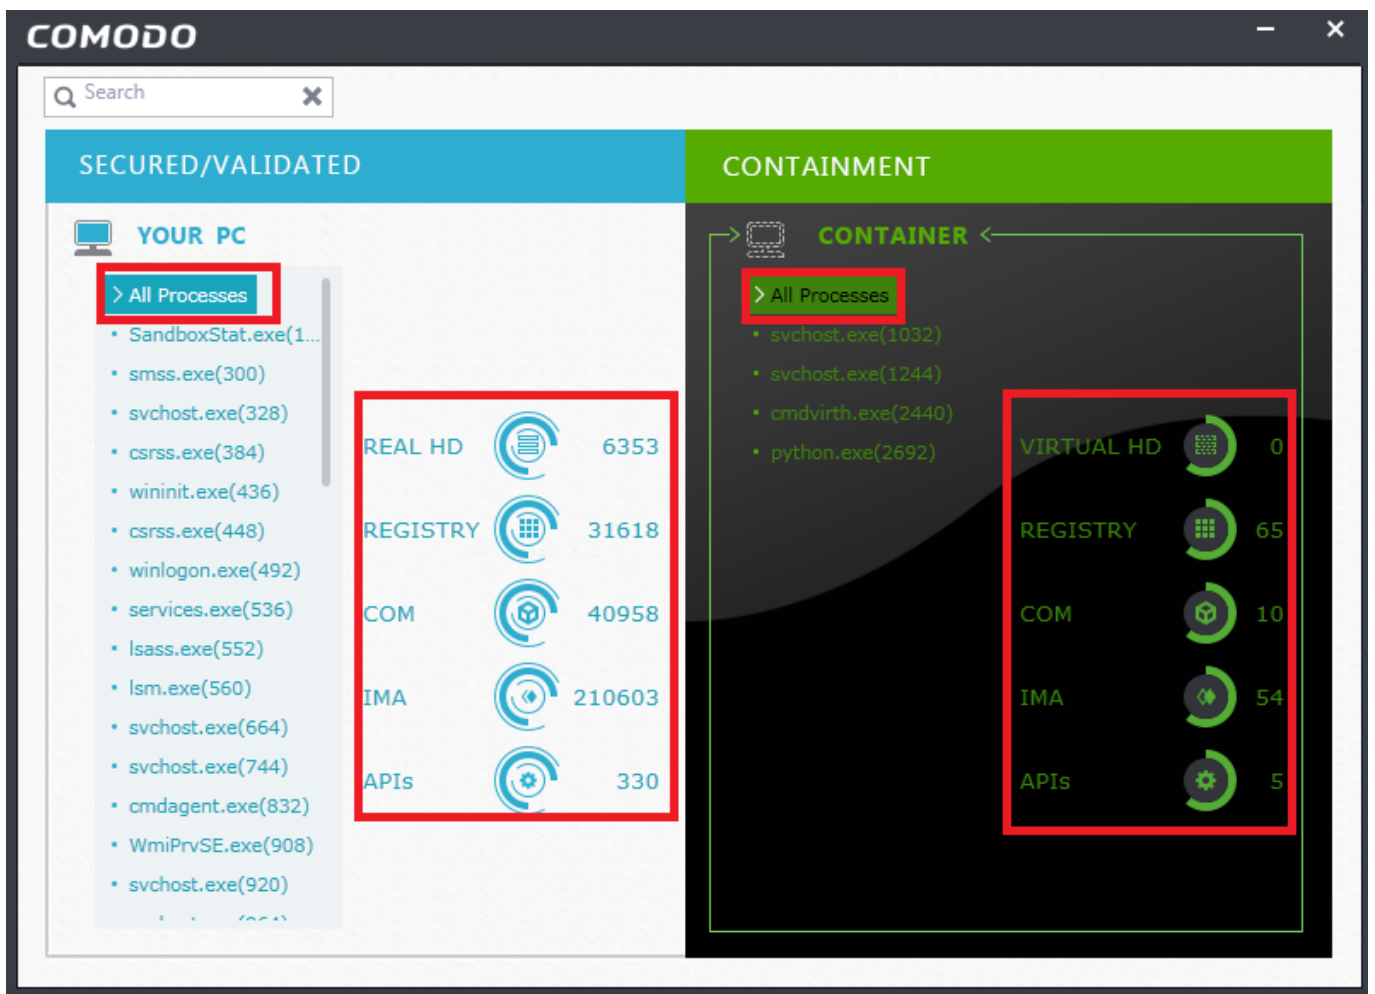 COMODO
Search
SECURED/VALIDATED
YOUR PC
> All Processes
• SandboxStat.exe(1...
• smss.exe(300)
• svchost.exe(328)
• csrss.exe(384)
• wininit.exe(436)
• csrss.exe(448)
• winlogon.exe(492)
• services.exe(536)
• lsass.exe(552)
• lsm.exe(560)
• svchost.exe(664)
• svchost.exe(744)
• cmdagent.exe(832)
• WmiPrvSE.exe(908)
• svchost.exe(920)
REAL HD 6353
REGISTRY 31618
COM 40958
IMA 210603
APIs 330
CONTAINMENT
CONTAINER
> All Processes
• svchost.exe(1032)
• svchost.exe(1244)
• cmdvirth.exe(2440)
• python.exe(2692)
VIRTUAL HD 0
REGISTRY 65
COM 10
IMA 54
APIs 5